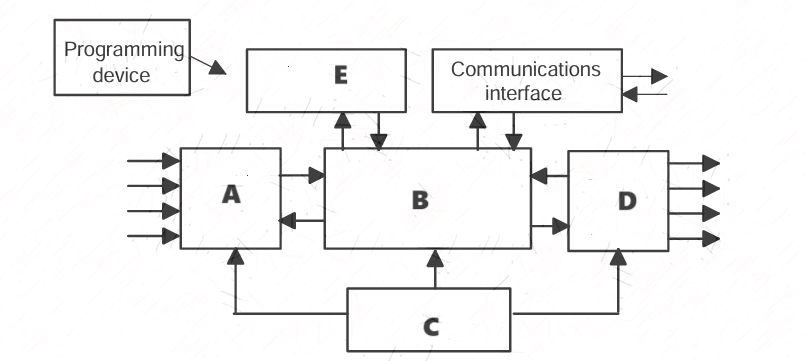 Programming
device
E
Communications
interface
A
B
D
C